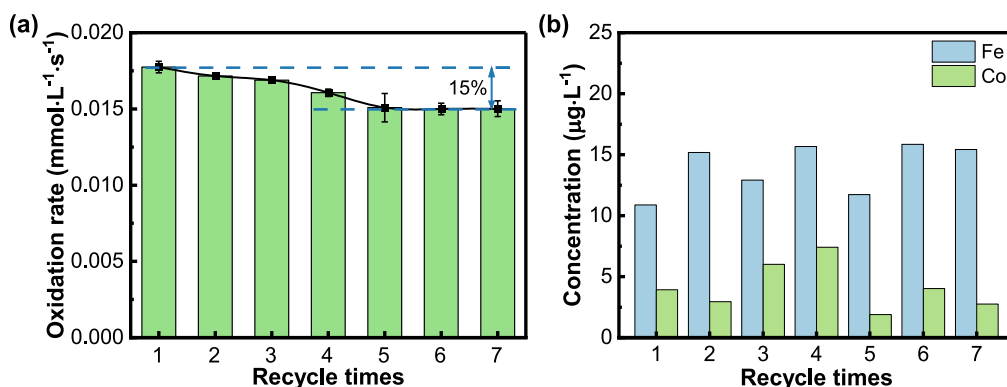 (a)
Oxidation rate (mmol·L⁻¹·s⁻¹)
0.020
0.015
0.010
0.005
0.000
15%
1 2 3 4 5 6 7
Recycle times
(b)
Concentration (μg·L⁻¹)
25
20
15
10
5
0
Fe
Co
1 2 3 4 5 6 7
Recycle times